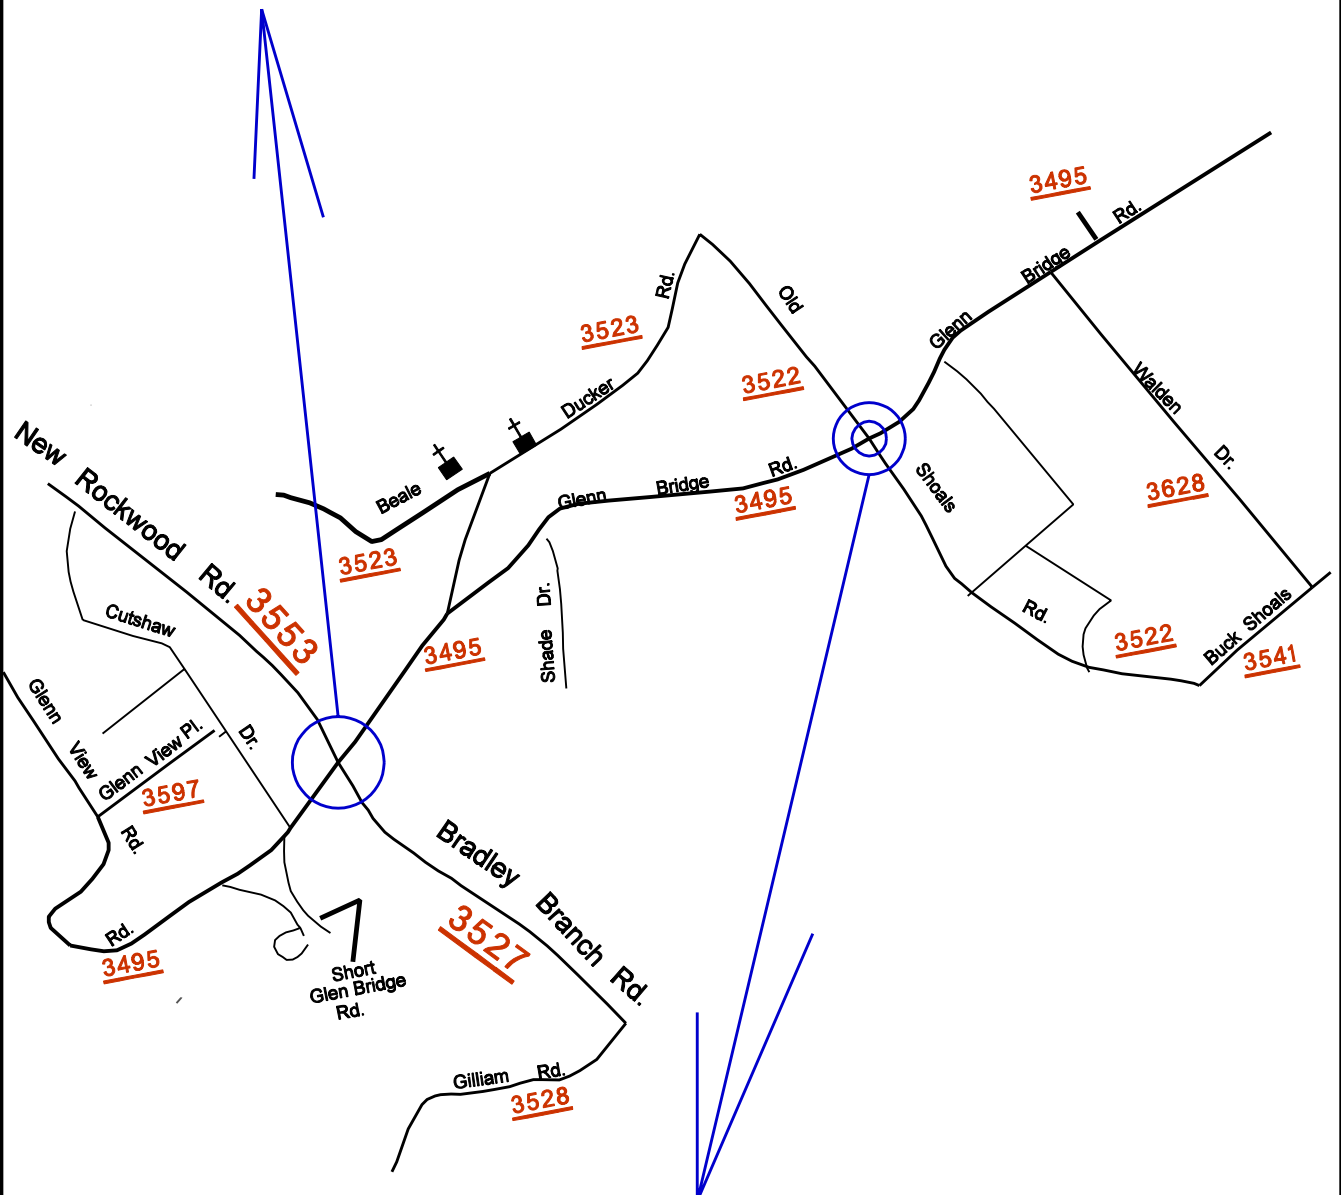 3495
Rd.
Bridge
Glenn
Rd.
Old
3523
3522
Ducker
Walden
Dr.
New Rockwood Rd.
3553
Beale
Glenn Bridge Rd.
3495
Shoals
3628
3523
Shade Dr.
Cutshaw
Dr.
3495
Rd.
3522
Buck Shoals
3541
Glenn
View
Rd.
Glenn View Pl.
3597
Bradley Branch Rd.
3527
Rd.
3495
Short
Glen Bridge
Rd.
Gilliam Rd.
3528